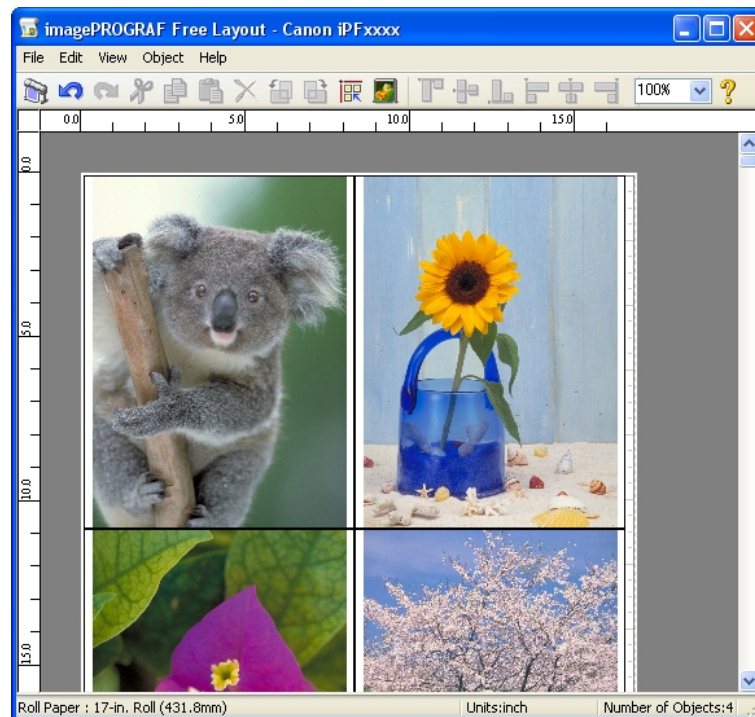 imagePROGRAF Free Layout - Canon iPFxxxx
File Edit View Object Help
100%
0.0 5.0 10.0 15.0
0.0
5.0
10.0
15.0
Roll Paper : 17-in. Roll (431.8mm) Units:inch Number of Objects:4